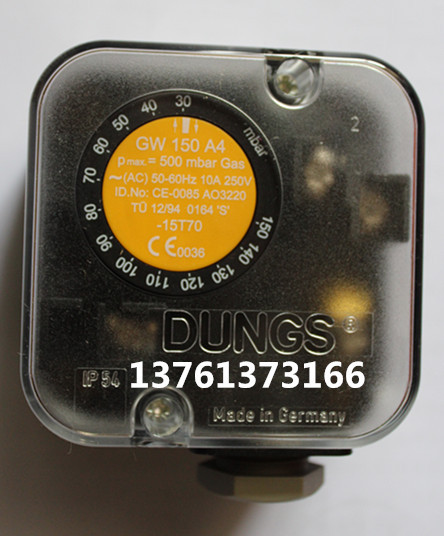 30
40
50
60
70
80
90
100
110
120
130
140
150
mbar
2
GW 150 A4
p max. = 500 mbar Gas
~(AC) 50-60Hz 10A 250V
ID.No: CE-0085 AO3220
TÜ 12/94 0164 'S'
-15T70
CE 0036
DUNGS ®
IP 54
13761373166
Made in Germany